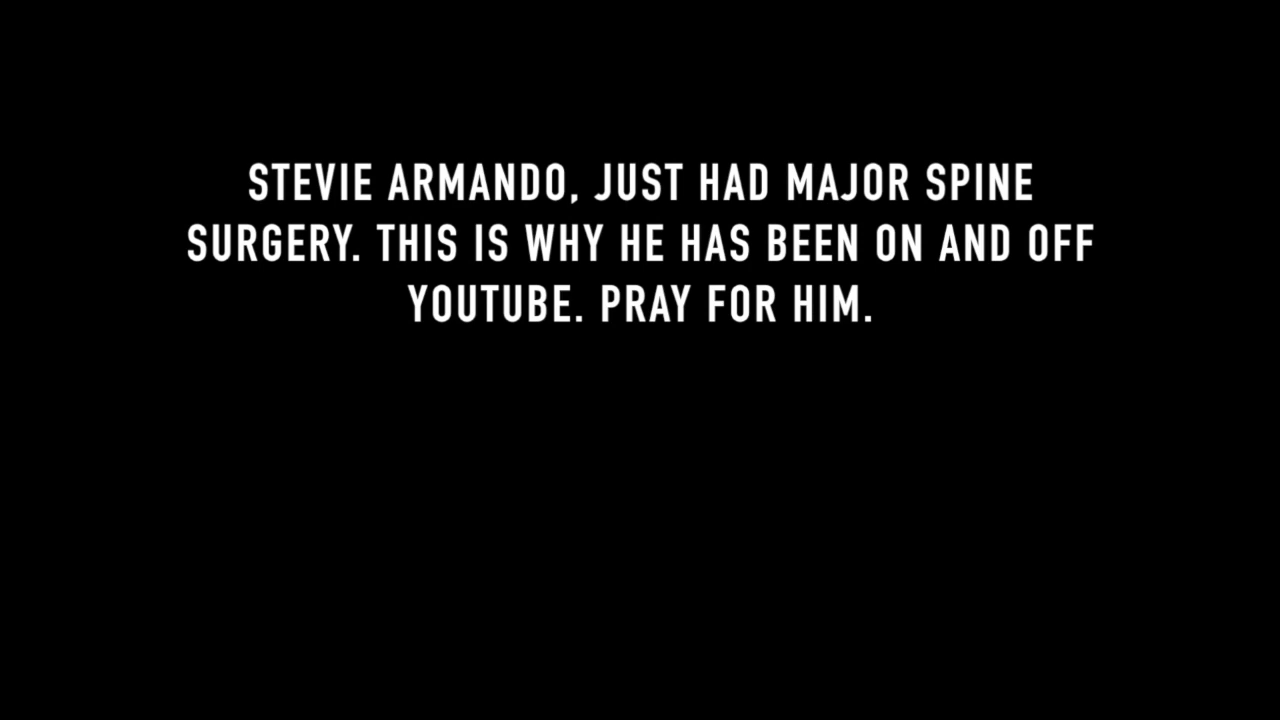 STEVIE ARMANDO, JUST HAD MAJOR SPINE
SURGERY. THIS IS WHY HE HAS BEEN ON AND OFF
YOUTUBE. PRAY FOR HIM.